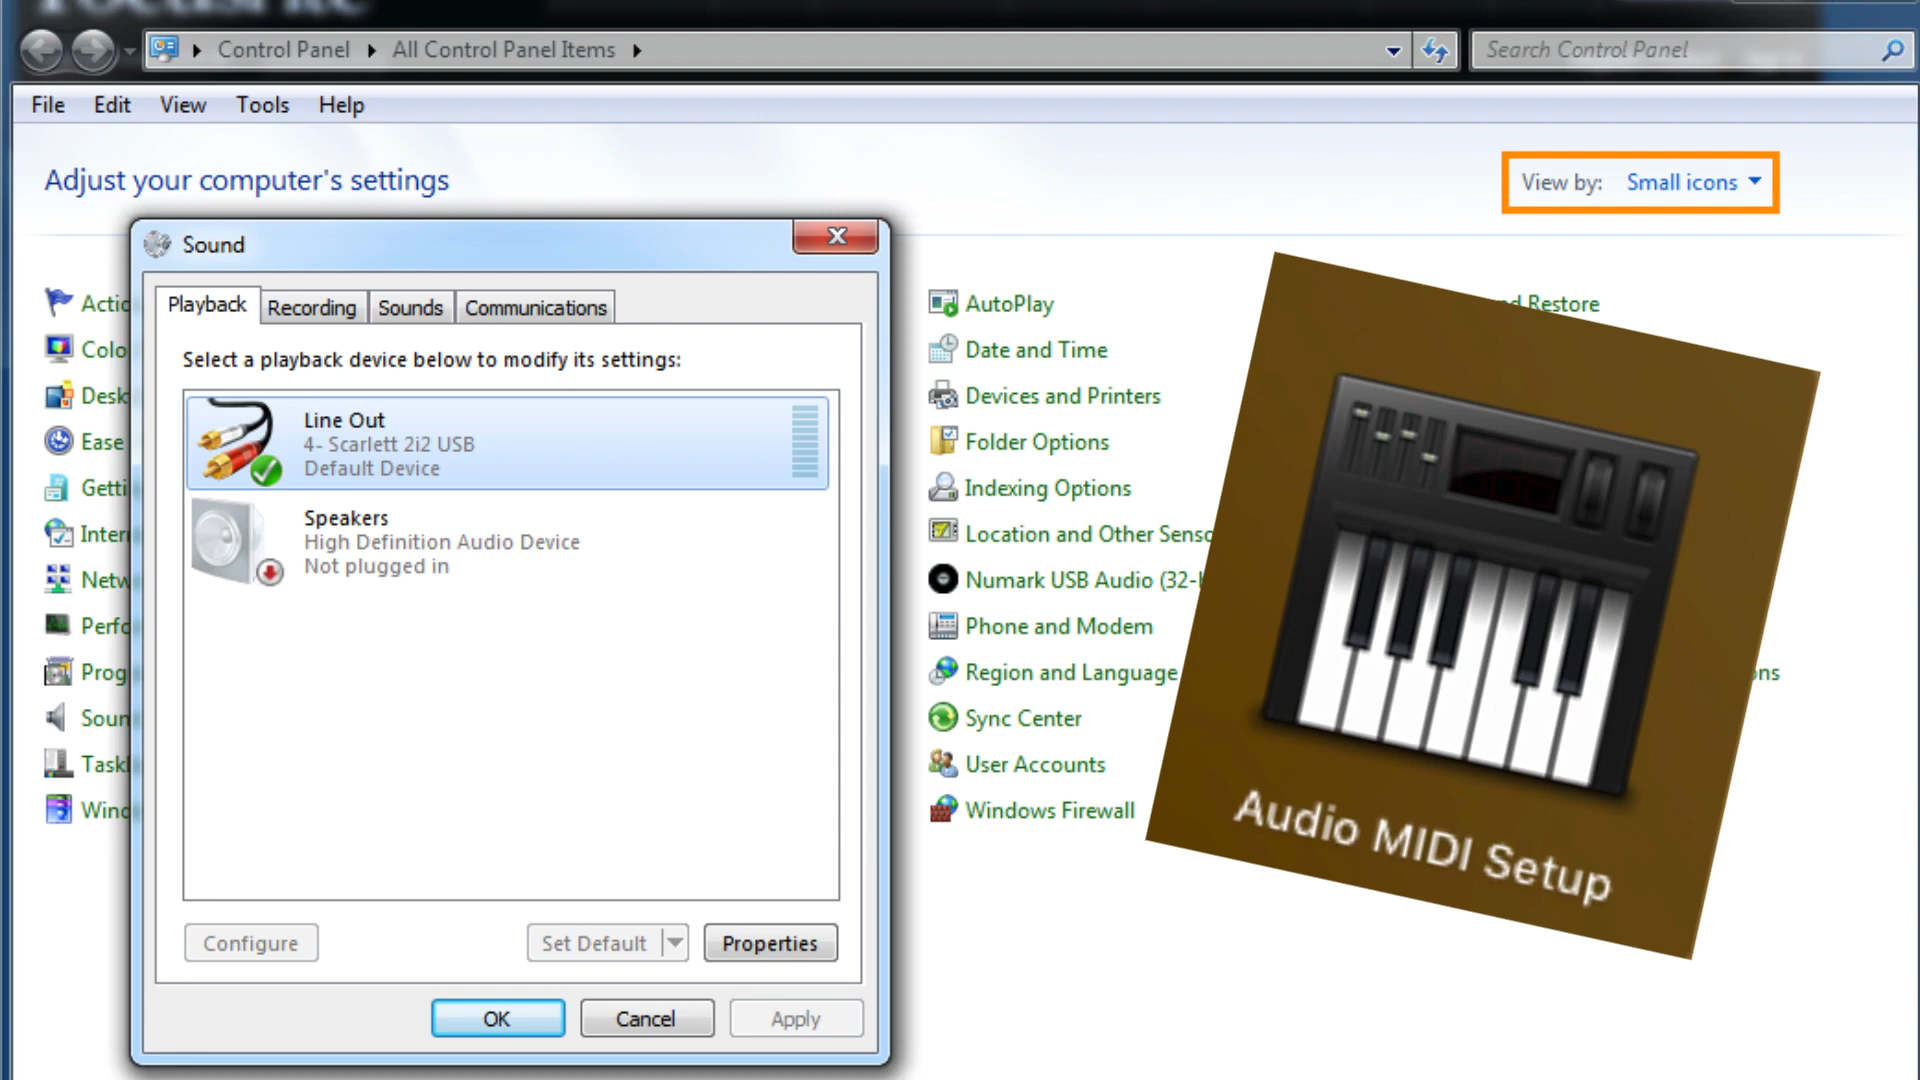 Control Panel
All Control Panel Items
Search Control Panel
File Edit View Tools Help
Adjust your computer's settings
View by: Small icons
Sound
Playback Recording Sounds Communications
Select a playback device below to modify its settings:
Line Out
4- Scarlett 2i2 USB
Default Device
Speakers
High Definition Audio Device
Not plugged in
Configure
Set Default
Properties
OK
Cancel
Apply
Ease
AutoPlay
Date and Time
Devices and Printers
Folder Options
Indexing Options
Location and Other
Numark USB Audio (32-
Phone and Modem
Region and Language
Sync Center
User Accounts
Windows Firewall
Restore
Audio MIDI Setup